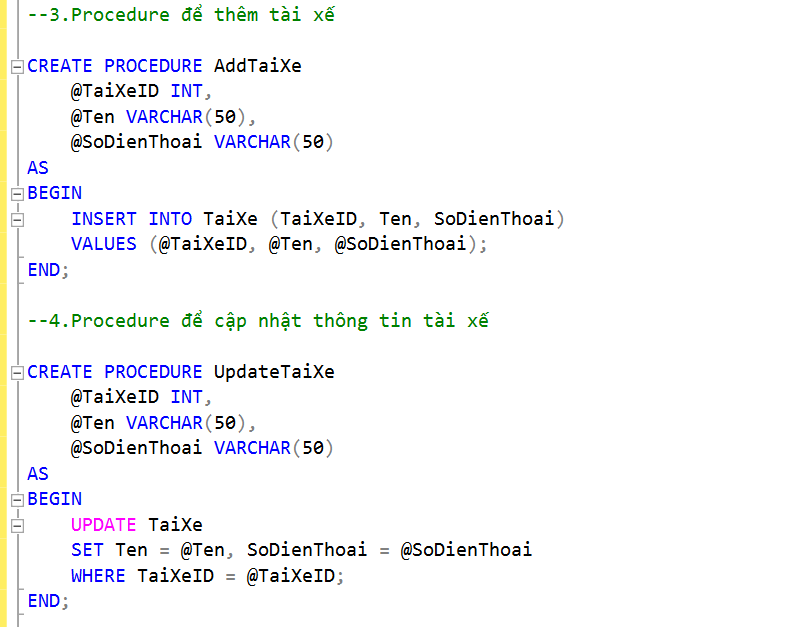 --3.Procedure để thêm tài xế
CREATE PROCEDURE AddTaiXe
@TaiXeID INT,
@Ten VARCHAR(50),
@SoDienThoai VARCHAR(50)
AS
BEGIN
INSERT INTO TaiXe (TaiXeID, Ten, SoDienThoai)
VALUES (@TaiXeID, @Ten, @SoDienThoai);
END;
--4.Procedure để cập nhật thông tin tài xế
CREATE PROCEDURE UpdateTaiXe
@TaiXeID INT,
@Ten VARCHAR(50),
@SoDienThoai VARCHAR(50)
AS
BEGIN
UPDATE TaiXe
SET Ten = @Ten, SoDienThoai = @SoDienThoai
WHERE TaiXeID = @TaiXeID;
END;